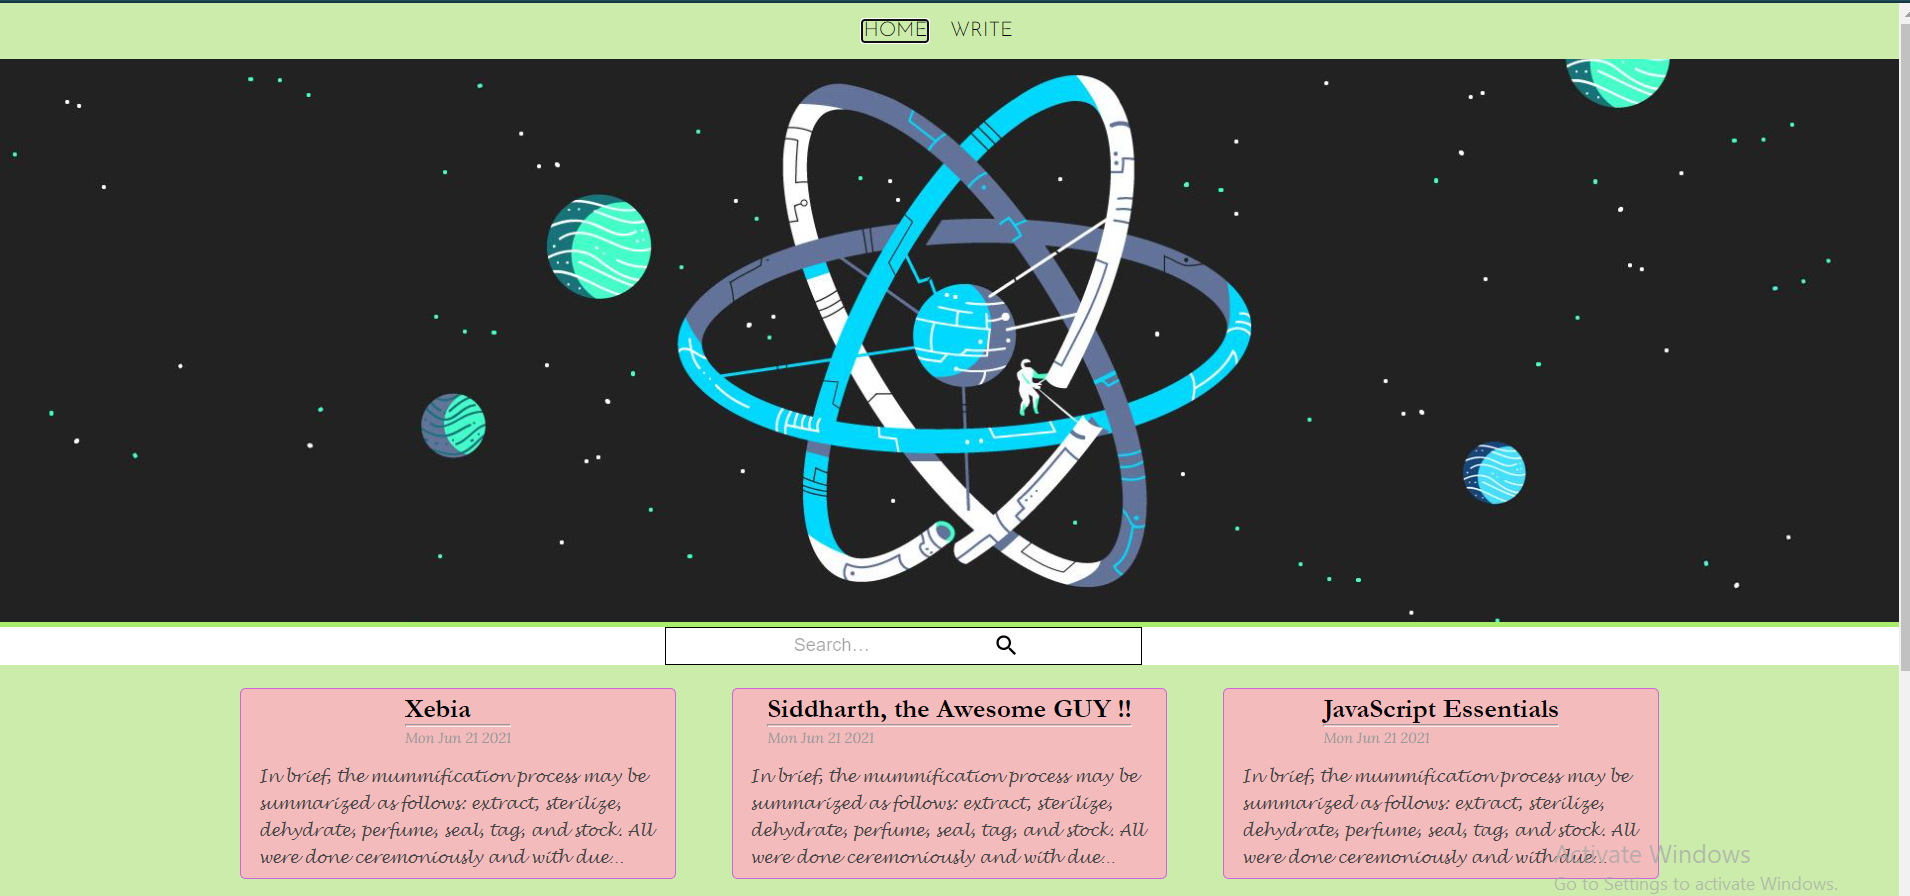 HOME WRITE
Search...
Xebia
Mon Jun 21 2021
In brief, the mummification process may be
summarized as follows: extract, sterilize,
dehydrate, perfume, seal, tag, and stock. All
were done ceremoniously and with due...
Siddharth, the Awesome GUY !!
Mon Jun 21 2021
In brief, the mummification process may be
summarized as follows: extract, sterilize,
dehydrate, perfume, seal, tag, and stock. All
were done ceremoniously and with due...
JavaScript Essentials
Mon Jun 21 2021
In brief, the mummification process may be
summarized as follows: extract, sterilize,
dehydrate, perfume, seal, tag, and stock. All
were done ceremoniously and with due...
Activate Windows
Go to Settings to activate Windows.